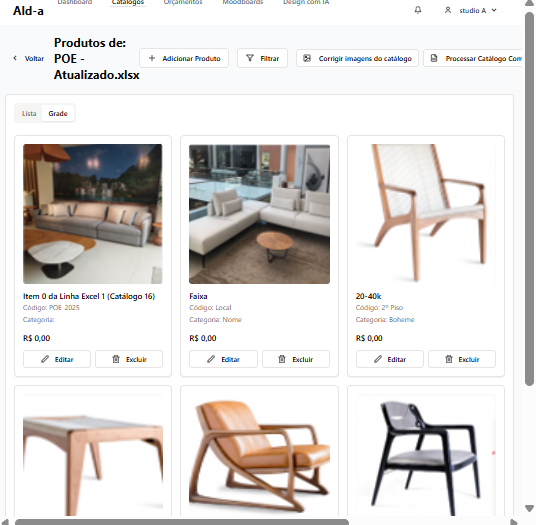 Dashboard Catálogos Orçamentos Moodboards Design com IA
Ald-a
studio A
Voltar
Produtos de:
POE -
Atualizado.xlsx
Adicionar Produto
Filtrar
Corrigir imagens do catálogo
Processar Catálogo Com
Lista Grade
Item 0 da Linha Excel 1 (Catálogo 16)
Código: POE-2025
Categoria:
R$ 0,00
Editar Excluir
Faixa
Código: Local
Categoria: Nome
R$ 0,00
Editar Excluir
20-40k
Código: 2º Piso
Categoria: Boheme
R$ 0,00
Editar Excluir